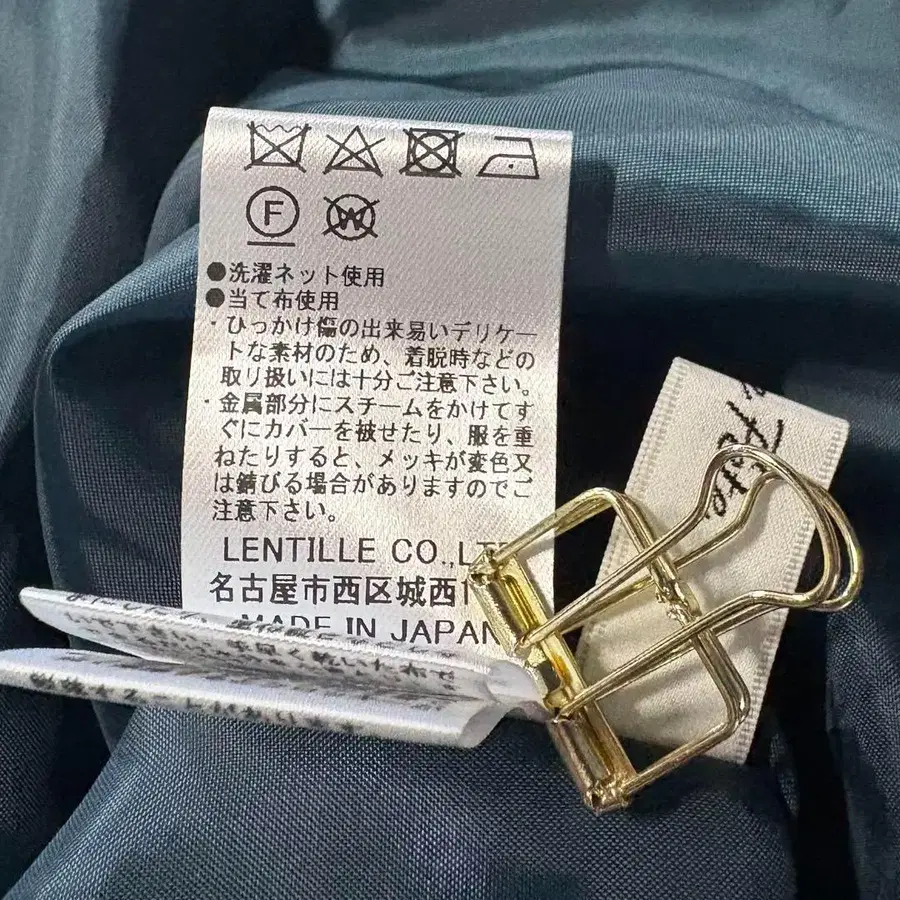 F
W
●洗濯ネット使用
●当て布使用
・ひっかけ傷の出来易いデリケー
トな素材のため、着脱時などの
取り扱いには十分ご注意下さい。
・金属部分にスチームをかけてす
ぐにカバーを被せたり、服を重
ねたりすると、メッキが変色又
は錆びる場合がありますのでご
注意下さい。
LENTILLE CO.,LT
名古屋市西区城西1
MADE IN JAPAN